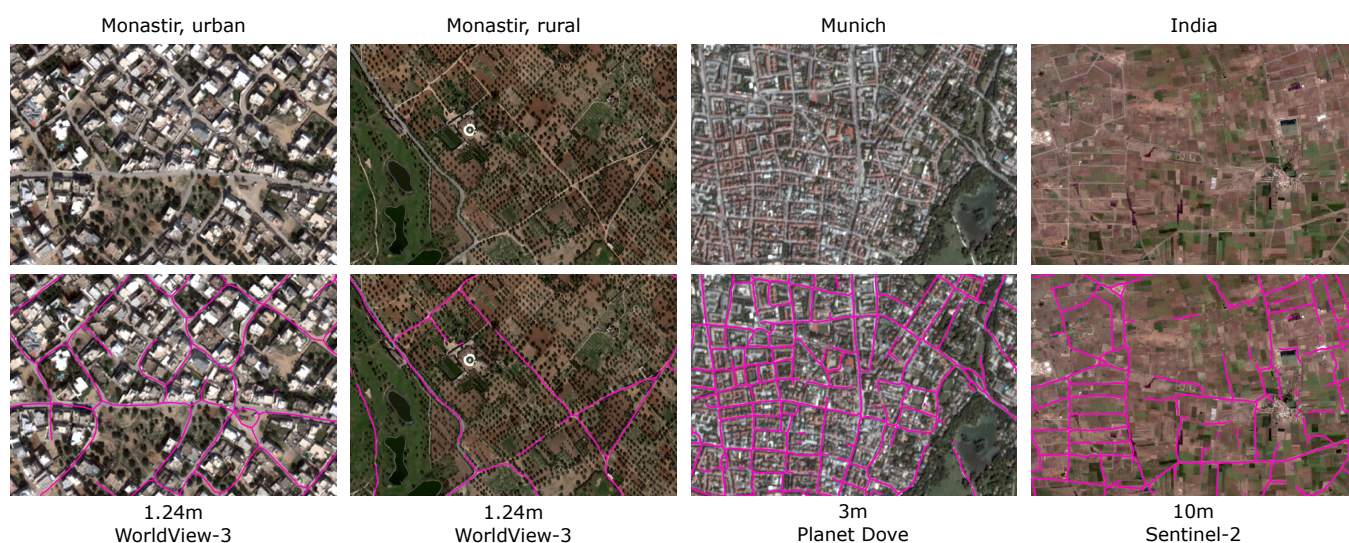 Monastir, urban
Monastir, rural
Munich
India
1.24m
WorldView-3
1.24m
WorldView-3
3m
Planet Dove
10m
Sentinel-2